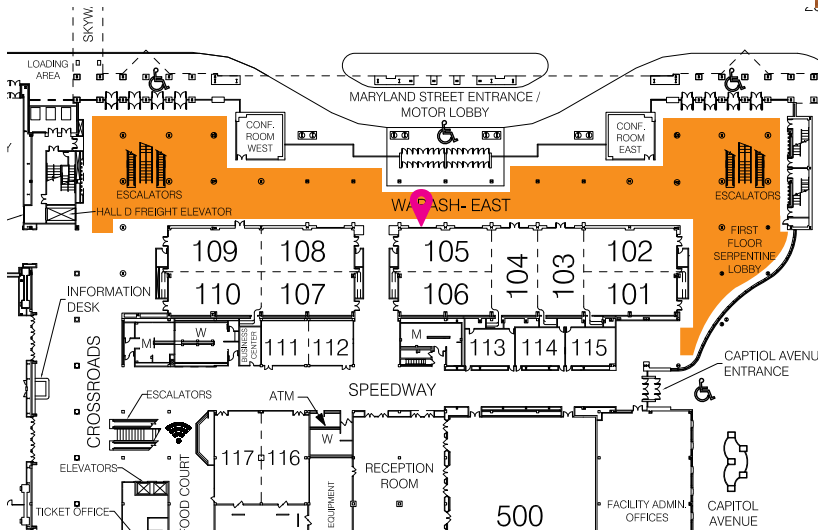 SKYW.
LOADING
AREA
MARYLAND STREET ENTRANCE /
MOTOR LOBBY
CONF.
ROOM
WEST
CONF.
ROOM
EAST
ESCALATORS
ESCALATORS
WABASH- EAST
HALL D FREIGHT ELEVATOR
FIRST
FLOOR
SERPENTINE
LOBBY
109
108
105
104
103
102
110
107
106
101
INFORMATION
DESK
M
W
BUSINESS
CENTER
111
112
M
113
114
115
CROSSROADS
SPEEDWAY
CAPTIOL AVENU
ENTRANCE
ESCALATORS
ATM
W
117
116
RECEPTION
ROOM
ELEVATORS
FOOD COURT
EQUIPMENT
TICKET OFFICE
500
FACILITY ADMIN.
OFFICES
CAPITOL
AVENUE